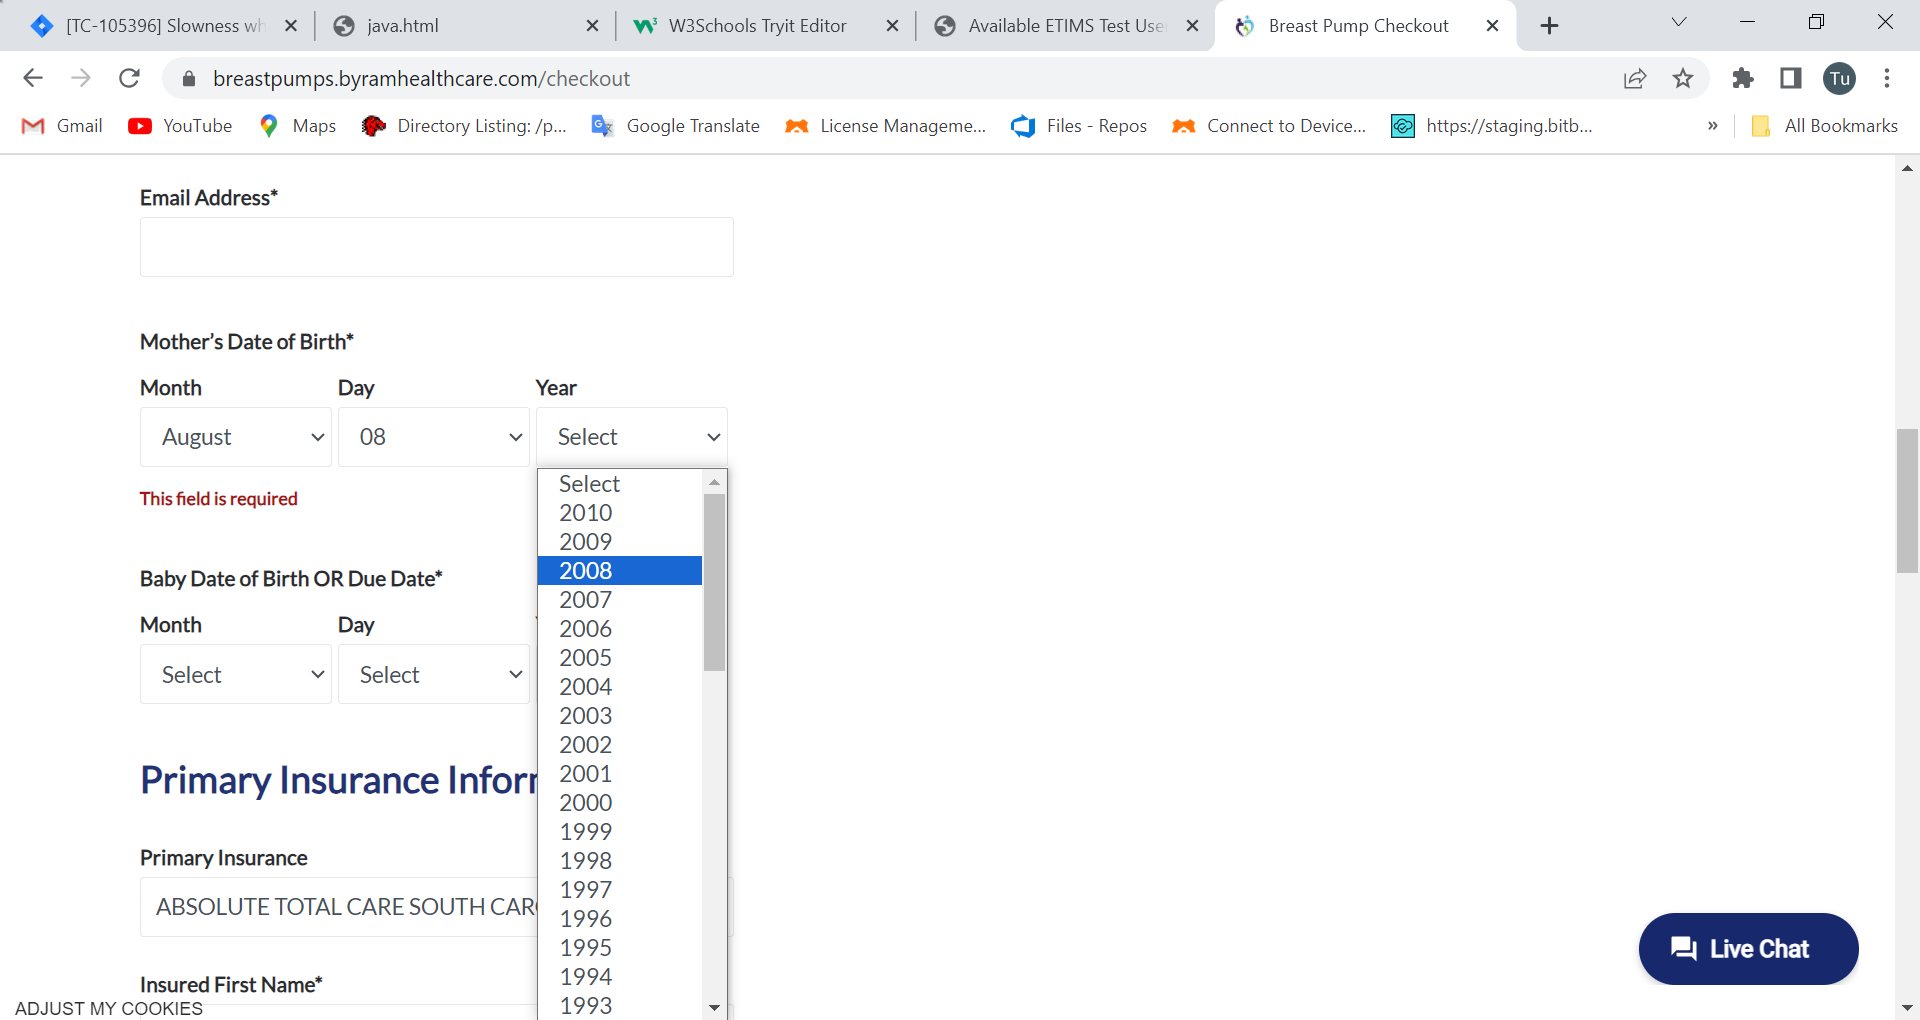 [TC-105396] Slowness wh
java.html
W3Schools Tryit Editor
Available ETIMS Test Use
Breast Pump Checkout
breastpumps.byramhealthcare.com/checkout
Tu
Gmail
YouTube
Maps
Directory Listing: /p...
Google Translate
License Manageme...
Files - Repos
Connect to Device...
https://staging.bitb...
»
All Bookmarks
Email Address*
Mother’s Date of Birth*
Month Day Year
August 08 Select
This field is required
Select
2010
2009
2008
2007
2006
2005
2004
2003
2002
2001
2000
1999
1998
1997
1996
1995
1994
1993
Baby Date of Birth OR Due Date*
Month Day
Select Select
Primary Insurance Infor
Primary Insurance
ABSOLUTE TOTAL CARE SOUTH CAR
Insured First Name*
Live Chat
ADJUST MY COOKIES